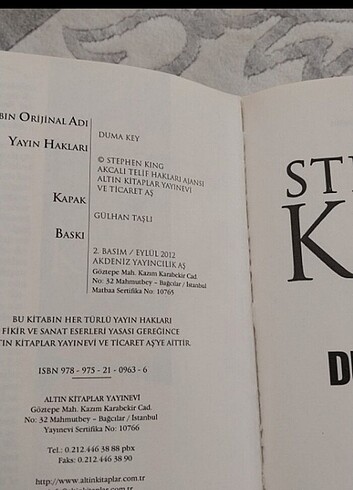 ORİJİNAL ADI
DUMA KEY
YAYIN HAKLARI
© STEPHEN KING
AKCALI TELİF HAKLARI AJANSI
ALTIN KİTAPLAR YAYINEVİ
VE TİCARET AŞ
KAPAK
GÜLHAN TAŞLI
BASKI
2. BASIM / EYLÜL 2012
AKDENİZ YAYINCILIK AŞ
Göztepe Mah. Kazım Karabekir Cad.
No: 32 Mahmutbey – Bağcılar / İstanbul
Matbaa Sertifika No: 10765
BU KİTABIN HER TÜRLÜ YAYIN HAKLARI
FİKİR VE SANAT ESERLERİ YASASI GEREĞİNCE
TIN KİTAPLAR YAYINEVİ VE TİCARET AŞ'YE AİTTİR.
ISBN 978 - 975 - 21 - 0963 - 6
ALTIN KİTAPLAR YAYINEVİ
Göztepe Mah. Kazım Karabekir Cad.
No: 32 Mahmutbey – Bağcılar / İstanbul
Yayınevi Sertifika No: 10766
Tel.: 0.212.446 38 88 pbx
Faks: 0.212.446 38 90
http://www.altinkitaplar.com.tr
ST
K
DU